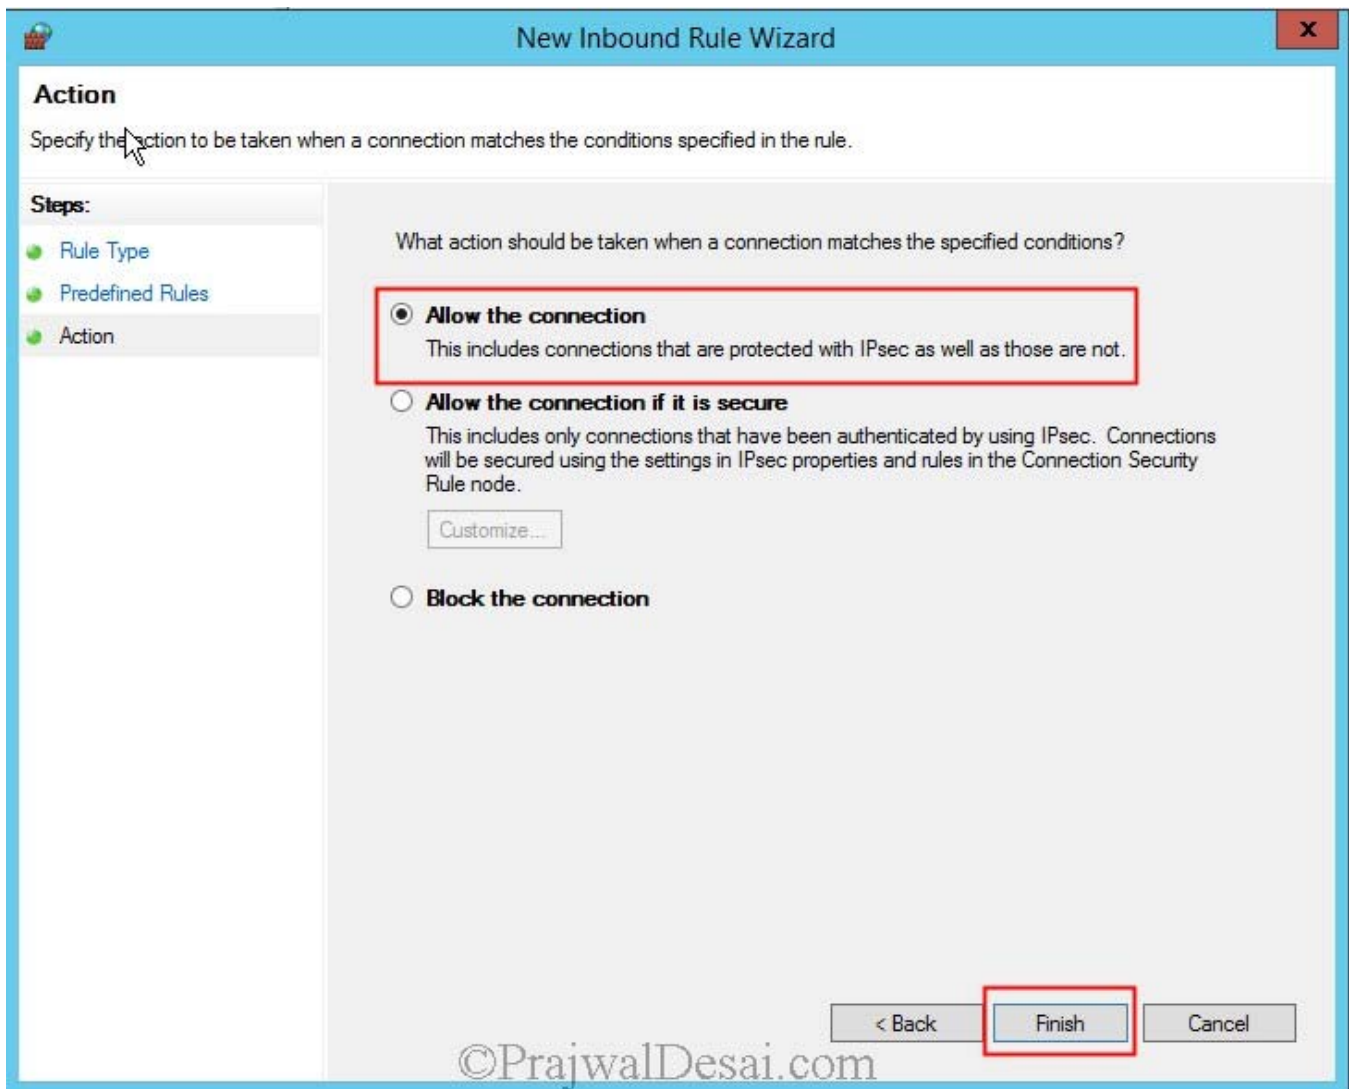 New Inbound Rule Wizard
x
Action
Specify the action to be taken when a connection matches the conditions specified in the rule.
Steps:
Rule Type
Predefined Rules
Action
What action should be taken when a connection matches the specified conditions?
Allow the connection
This includes connections that are protected with IPsec as well as those are not.
Allow the connection if it is secure
This includes only connections that have been authenticated by using IPsec. Connections
will be secured using the settings in IPsec properties and rules in the Connection Security
Rule node.
Customize...
Block the connection
< Back
Finish
Cancel
©PrajwalDesai.com